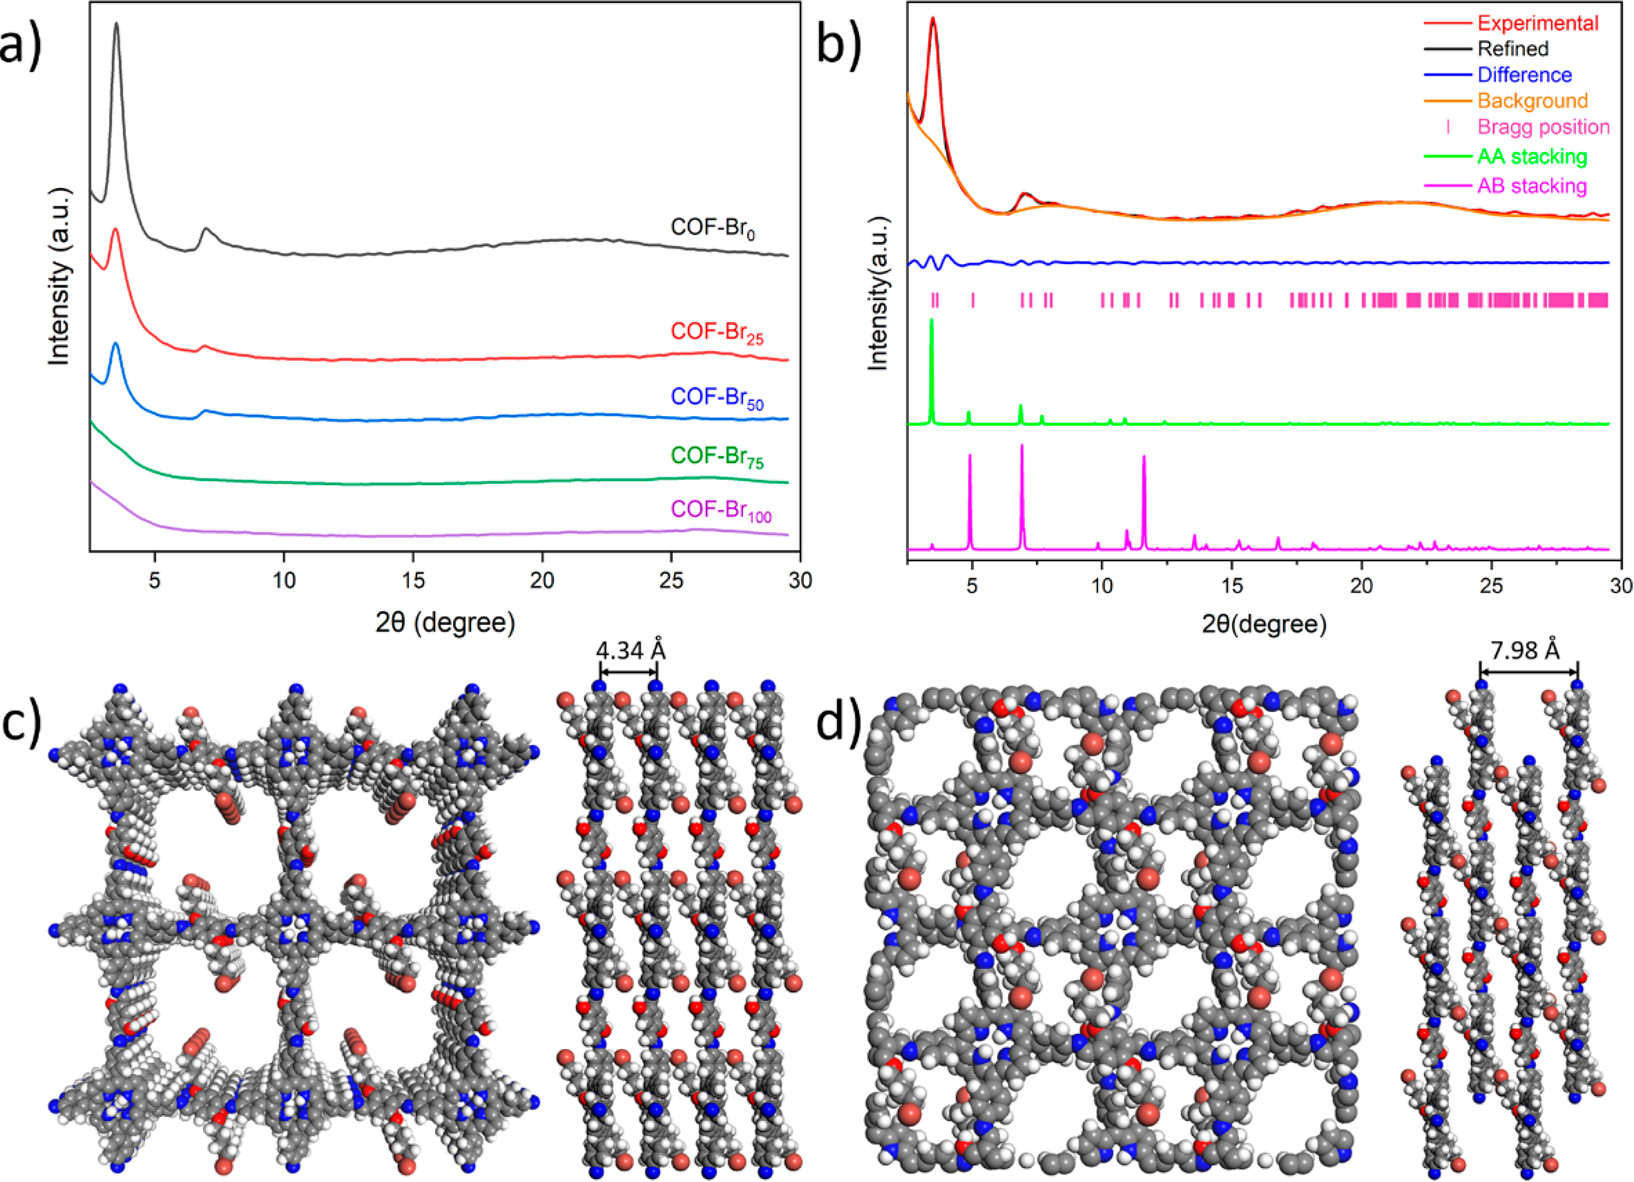 a)
Intensity (a.u.)
COF-Br₀
COF-Br₂₅
COF-Br₅₀
COF-Br₇₅
COF-Br₁₀₀
5 10 15 20 25 30
2θ (degree)
b)
Experimental
Refined
Difference
Background
Bragg position
AA stacking
AB stacking
Intensity(a.u.)
5 10 15 20 25 30
2θ(degree)
c)
4.34 Å
d)
7.98 Å